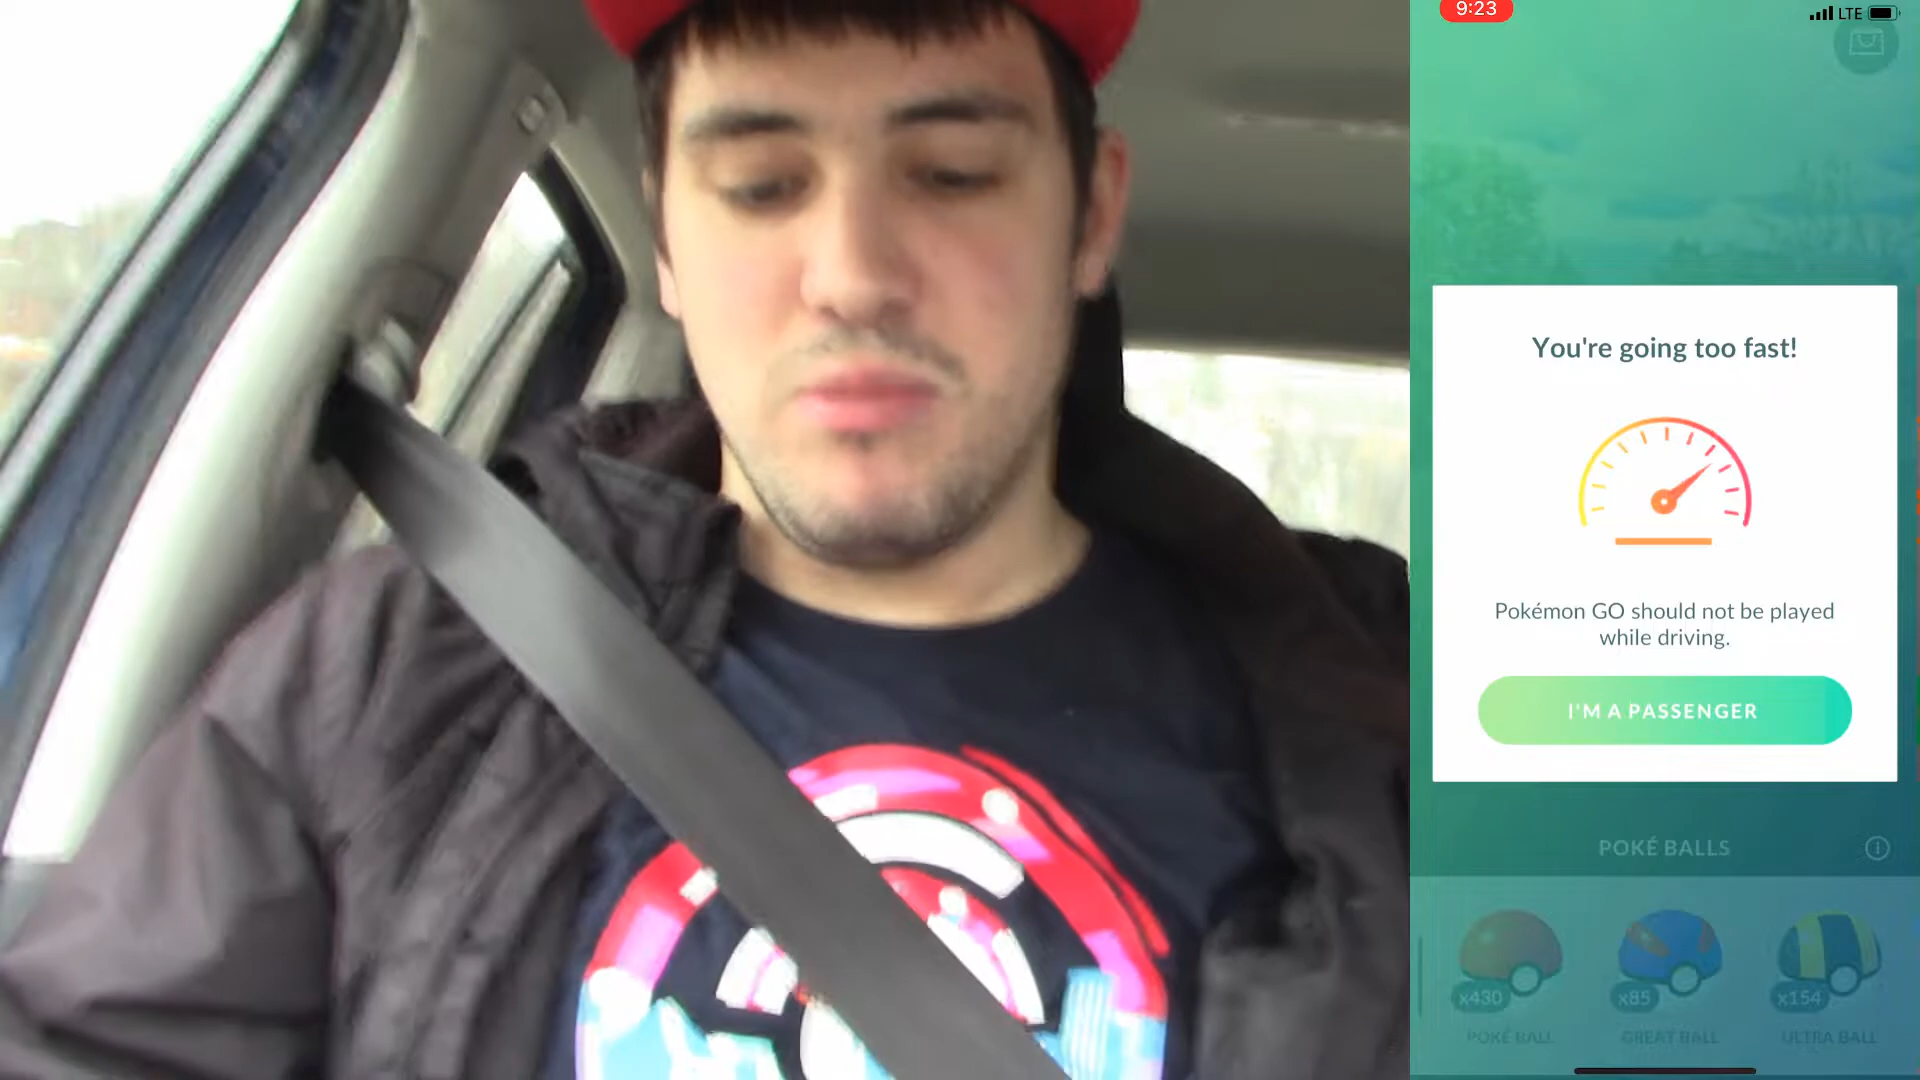 9:23
LTE
You're going too fast!
Pokémon GO should not be played
while driving.
I'M A PASSENGER
POKÉ BALLS
x430
x85
x154
POKÉ BALL
GREAT BALL
ULTRA BALL